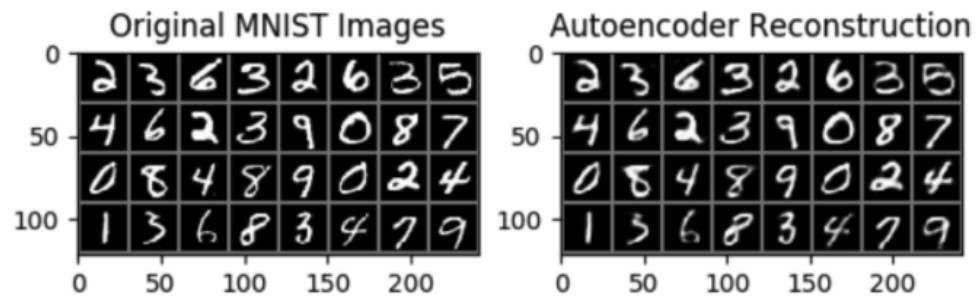 Original MNIST Images
0
2 3 6 3 2 6 3 5
50
4 6 2 3 9 0 8 7
0 8 4 8 9 0 2 4
100
1 3 6 8 3 4 7 9
0 50 100 150 200
Autoencoder Reconstruction
0
2 3 6 3 2 6 3 5
50
4 6 2 3 9 0 8 7
0 8 4 8 9 0 2 4
100
1 3 6 8 3 4 7 9
0 50 100 150 200